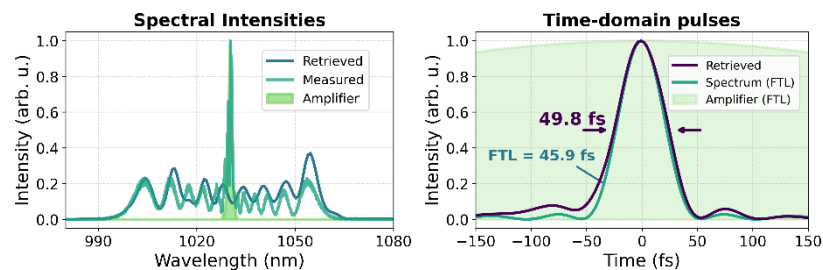 Spectral Intensities
Intensity (arb. u.)
1.0
0.8
0.6
0.4
0.2
0.0
Retrieved
Measured
Amplifier
990
1020
1050
1080
Wavelength (nm)
Time-domain pulses
Intensity (arb. u.)
1.0
0.8
0.6
0.4
0.2
0.0
Retrieved
Spectrum (FTL)
Amplifier (FTL)
49.8 fs
FTL = 45.9 fs
−150
−100
−50
0
50
100
150
Time (fs)